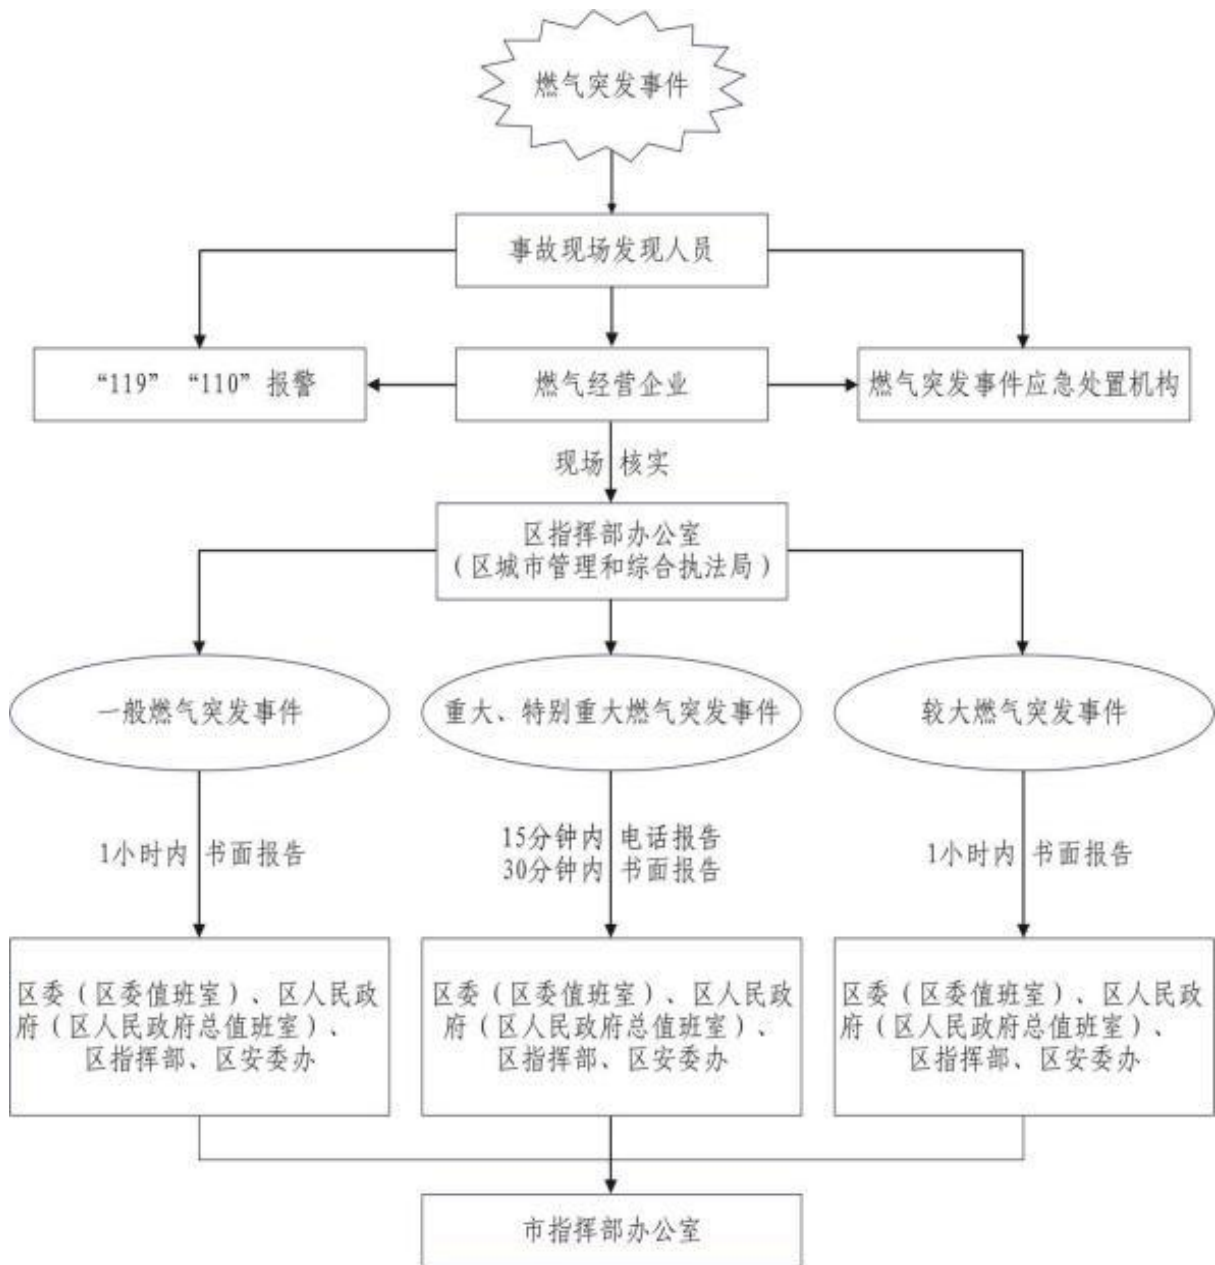 燃气突发事件
事故现场发现人员
“119” “110”报警
燃气经营企业
燃气突发事件应急处置机构
现场 核实
区指挥部办公室
（区城市管理和综合执法局）
一般燃气突发事件
重大、特别重大燃气突发事件
较大燃气突发事件
1小时内 书面报告
15分钟内 电话报告
30分钟内 书面报告
1小时内 书面报告
区委（区委值班室）、区人民政
府（区人民政府总值班室）、
区指挥部、区安委办
区委（区委值班室）、区人民政
府（区人民政府总值班室）、
区指挥部、区安委办
区委（区委值班室）、区人民政
府（区人民政府总值班室）、
区指挥部、区安委办
市指挥部办公室